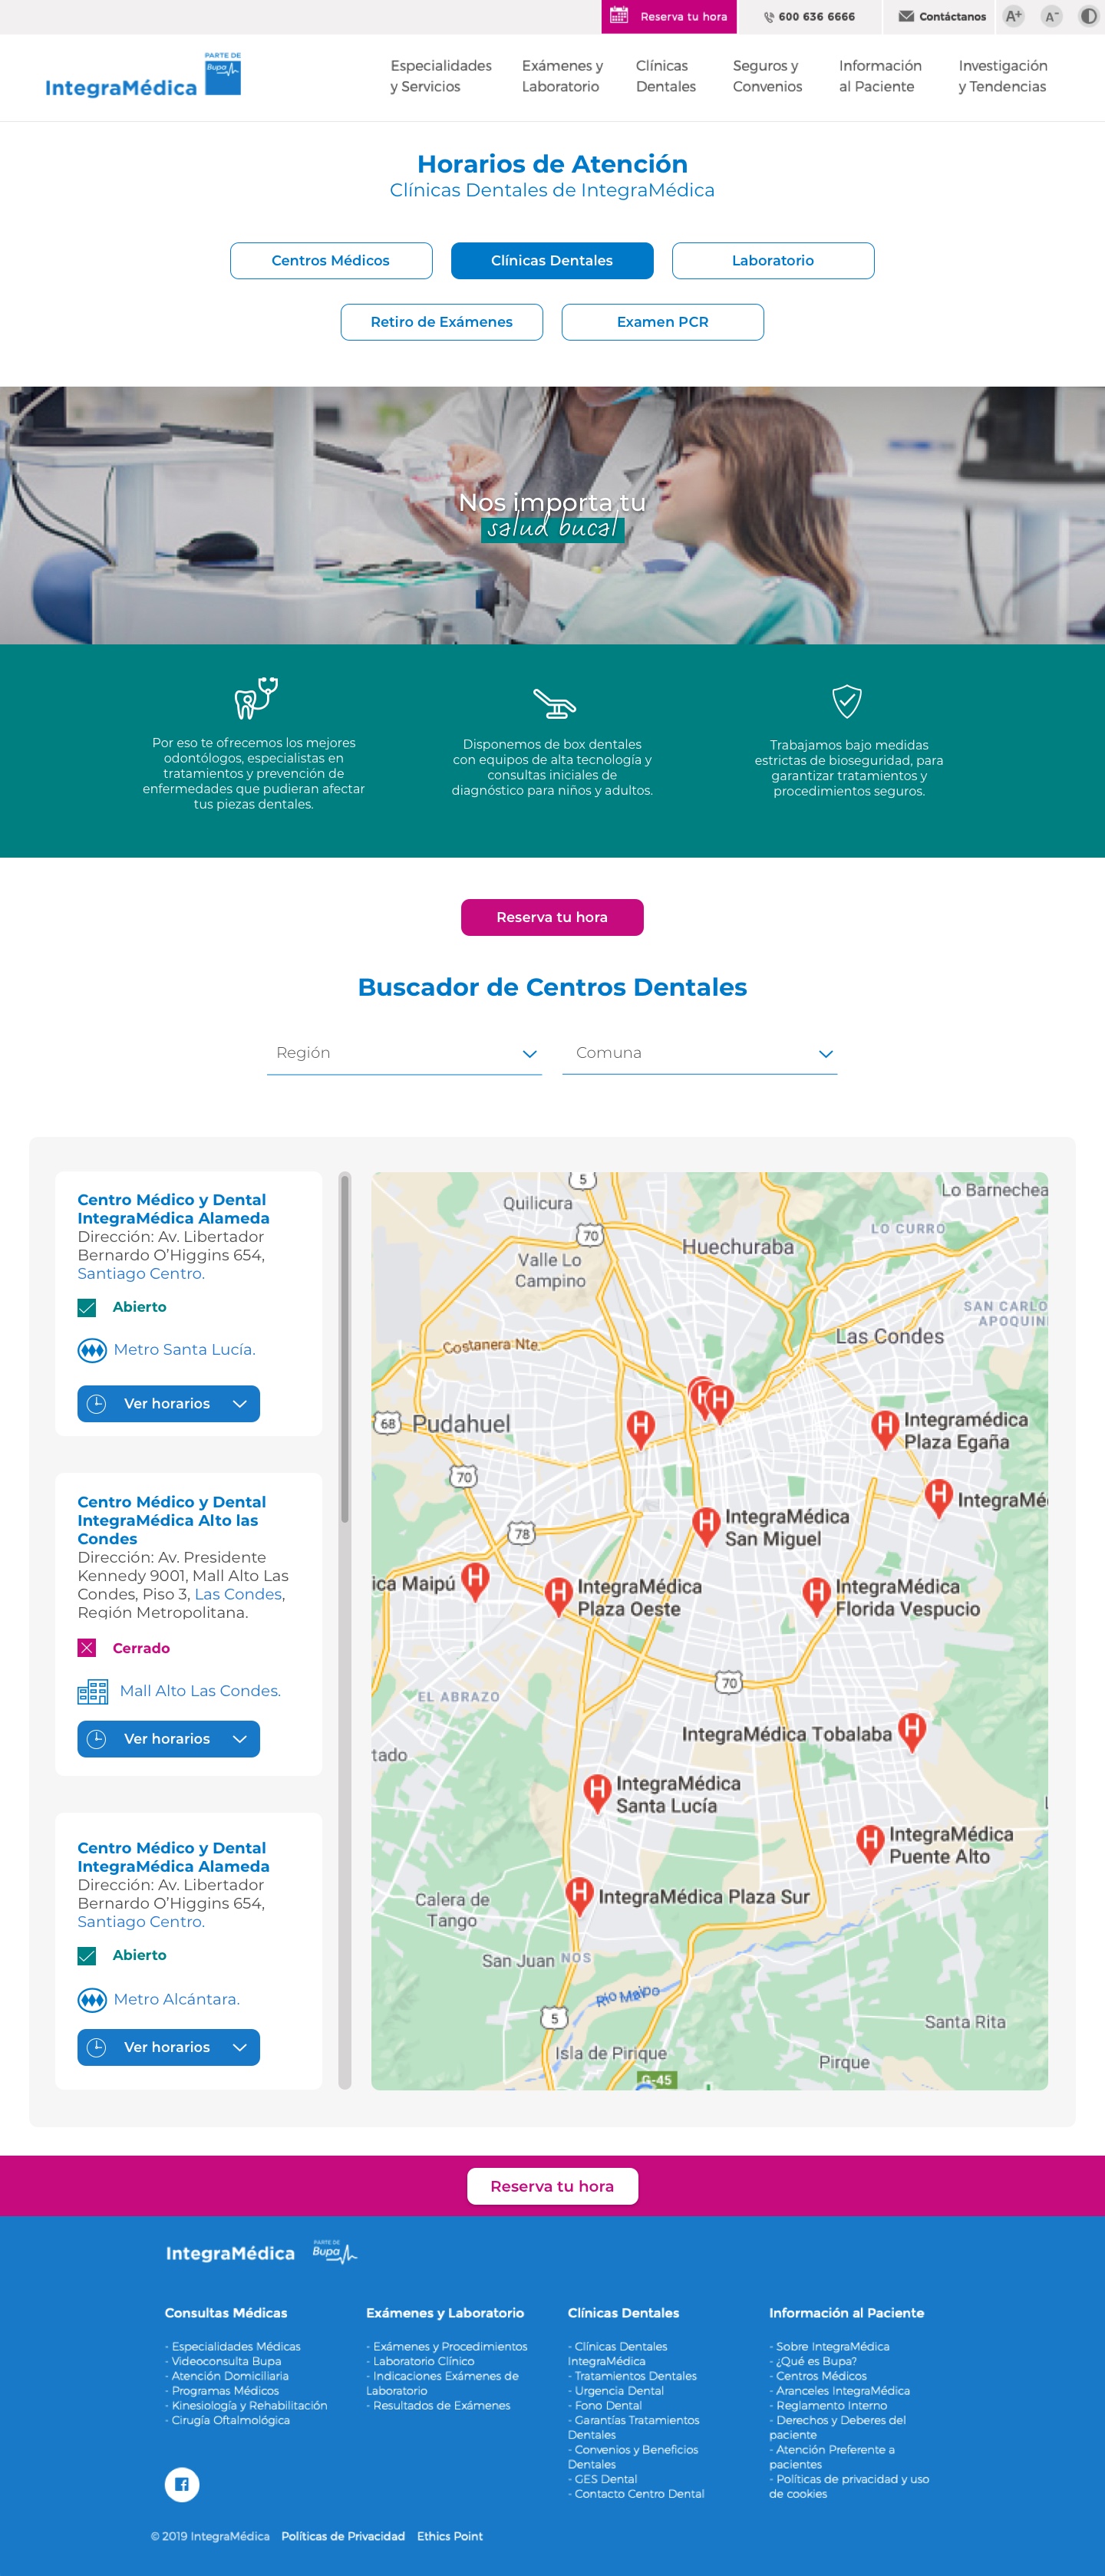 Reserva tu hora
600 636 6666
Contáctanos
A+
A-
IntegraMédica
PARTE DE
Bupa
Especialidades
y Servicios
Exámenes y
Laboratorio
Clínicas
Dentales
Seguros y
Convenios
Información
al Paciente
Investigación
y Tendencias
Horarios de Atención
Clínicas Dentales de IntegraMédica
Centros Médicos
Clínicas Dentales
Laboratorio
Retiro de Exámenes
Examen PCR
Nos importa tu
salud bucal
Por eso te ofrecemos los mejores
odontólogos, especialistas en
tratamientos y prevención de
enfermedades que pudieran afectar
tus piezas dentales.
Disponemos de box dentales
con equipos de alta tecnología y
consultas iniciales de
diagnóstico para niños y adultos.
Trabajamos bajo medidas
estrictas de bioseguridad, para
garantizar tratamientos y
procedimientos seguros.
Reserva tu hora
Buscador de Centros Dentales
Región
Comuna
Centro Médico y Dental
IntegraMédica Alameda
Dirección: Av. Libertador
Bernardo O’Higgins 654,
Santiago Centro.
Abierto
Metro Santa Lucía.
Ver horarios
Centro Médico y Dental
IntegraMédica Alto las
Condes
Dirección: Av. Presidente
Kennedy 9001, Mall Alto Las
Condes, Piso 3, Las Condes,
Región Metropolitana.
Cerrado
Mall Alto Las Condes.
Ver horarios
Centro Médico y Dental
IntegraMédica Alameda
Dirección: Av. Libertador
Bernardo O’Higgins 654,
Santiago Centro.
Abierto
Metro Alcántara.
Ver horarios
5
Lo Barnechea
Quilicura
LO CURRO
70
Huechuraba
Valle Lo
Campino
SAN CARLO
APOQUIN
Las Condes
Costanera Nte.
H
H
H
68
Pudahuel
H
H
Integramédica
Plaza Egaña
70
H
IntegraMé
78
H
IntegraMédica
San Miguel
ica Maipú
H
H
IntegraMédica
Plaza Oeste
H
IntegraMédica
Florida Vespucio
70
EL ABRAZO
IntegraMédica Tobalaba
H
tado
H
IntegraMédica
Santa Lucía
H
IntegraMédica
Puente Alto
H
IntegraMédica Plaza Sur
Calera de
Tango
San Juan
NOS
Río Maipo
5
Santa Rita
Isla de Pirque
Pirque
G-45
Reserva tu hora
IntegraMédica
PARTE DE
Bupa
Consultas Médicas
- Especialidades Médicas
- Videoconsulta Bupa
- Atención Domiciliaria
- Programas Médicos
- Kinesiología y Rehabilitación
- Cirugía Oftalmológica
Exámenes y Laboratorio
- Exámenes y Procedimientos
- Laboratorio Clínico
- Indicaciones Exámenes de
Laboratorio
- Resultados de Exámenes
Clínicas Dentales
- Clínicas Dentales
IntegraMédica
- Tratamientos Dentales
- Urgencia Dental
- Fono Dental
- Garantías Tratamientos
Dentales
- Convenios y Beneficios
Dentales
- GES Dental
- Contacto Centro Dental
Información al Paciente
- Sobre IntegraMédica
- ¿Qué es Bupa?
- Centros Médicos
- Aranceles IntegraMédica
- Reglamento Interno
- Derechos y Deberes del
paciente
- Atención Preferente a
pacientes
- Políticas de privacidad y uso
de cookies
© 2019 IntegraMédica
Políticas de Privacidad
Ethics Point